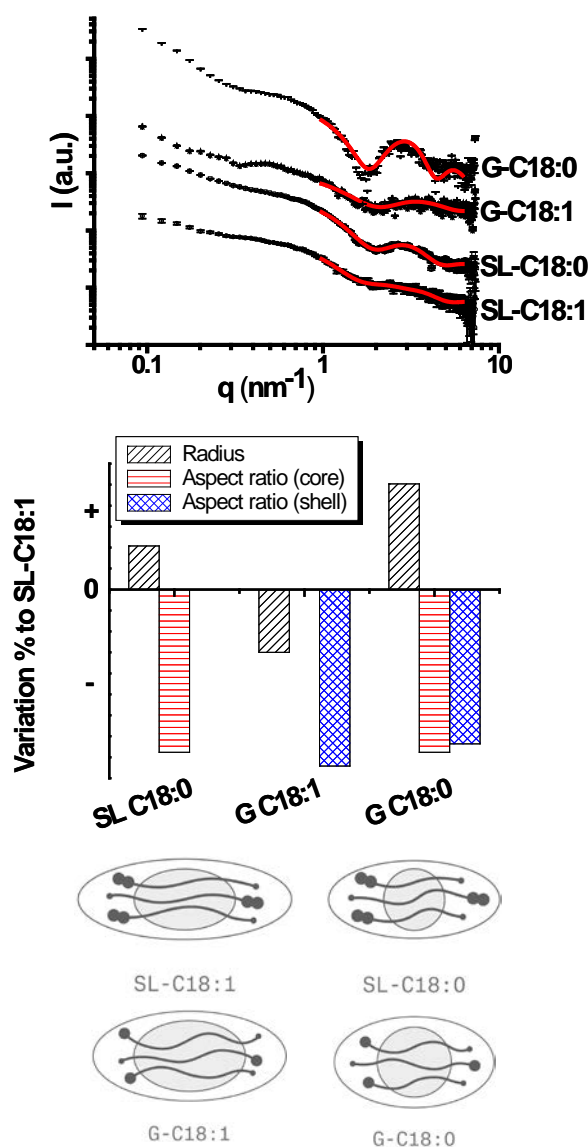 I (a.u.)
G-C18:0
G-C18:1
SL-C18:0
SL-C18:1
0.1 1 10
q (nm⁻¹)
Variation % to SL-C18:1
Radius
Aspect ratio (core)
Aspect ratio (shell)
+
0
-
SL C18:0 G C18:1 G C18:0
SL-C18:1 SL-C18:0
G-C18:1 G-C18:0